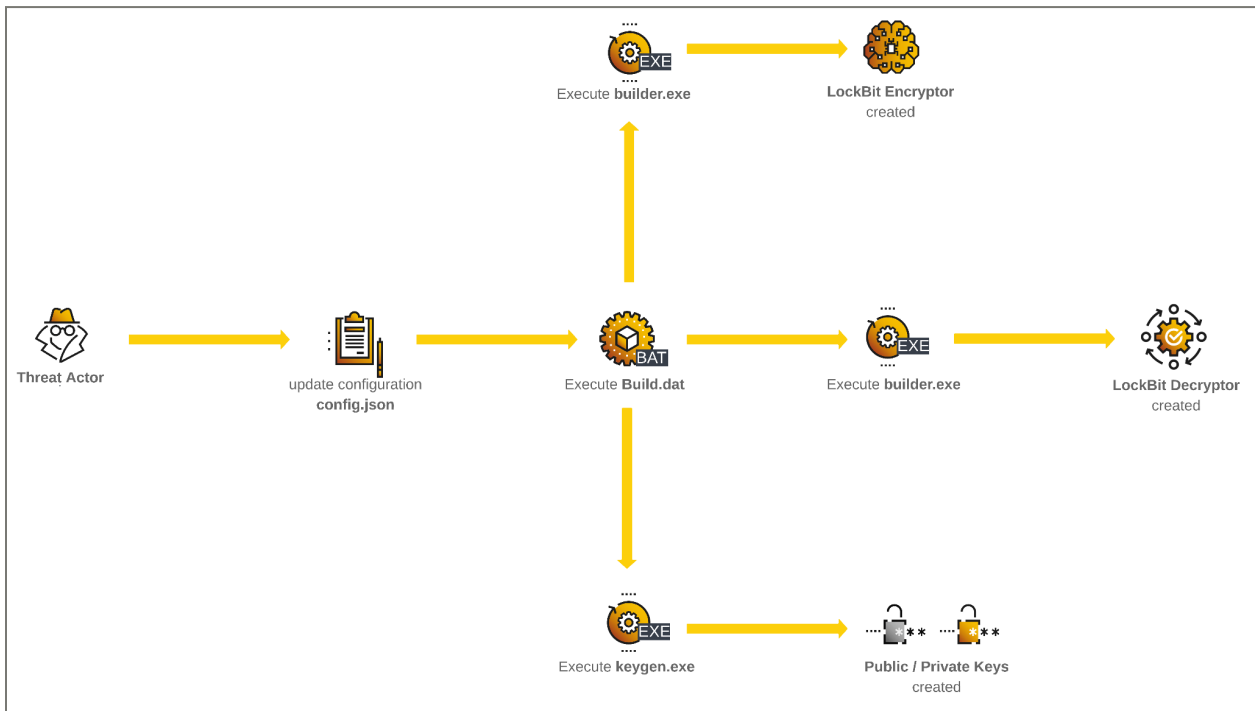 EXE
Execute builder.exe
LockBit Encryptor
created
Threat Actor
update configuration
config.json
BAT
Execute Build.dat
EXE
Execute builder.exe
LockBit Decryptor
created
EXE
Execute keygen.exe
***
***
Public / Private Keys
created